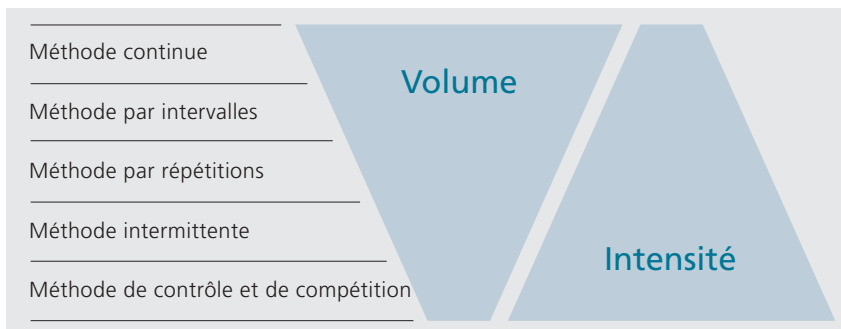 Méthode continue
Volume
Méthode par intervalles
Méthode par répétitions
Méthode intermittente
Intensité
Méthode de contrôle et de compétition